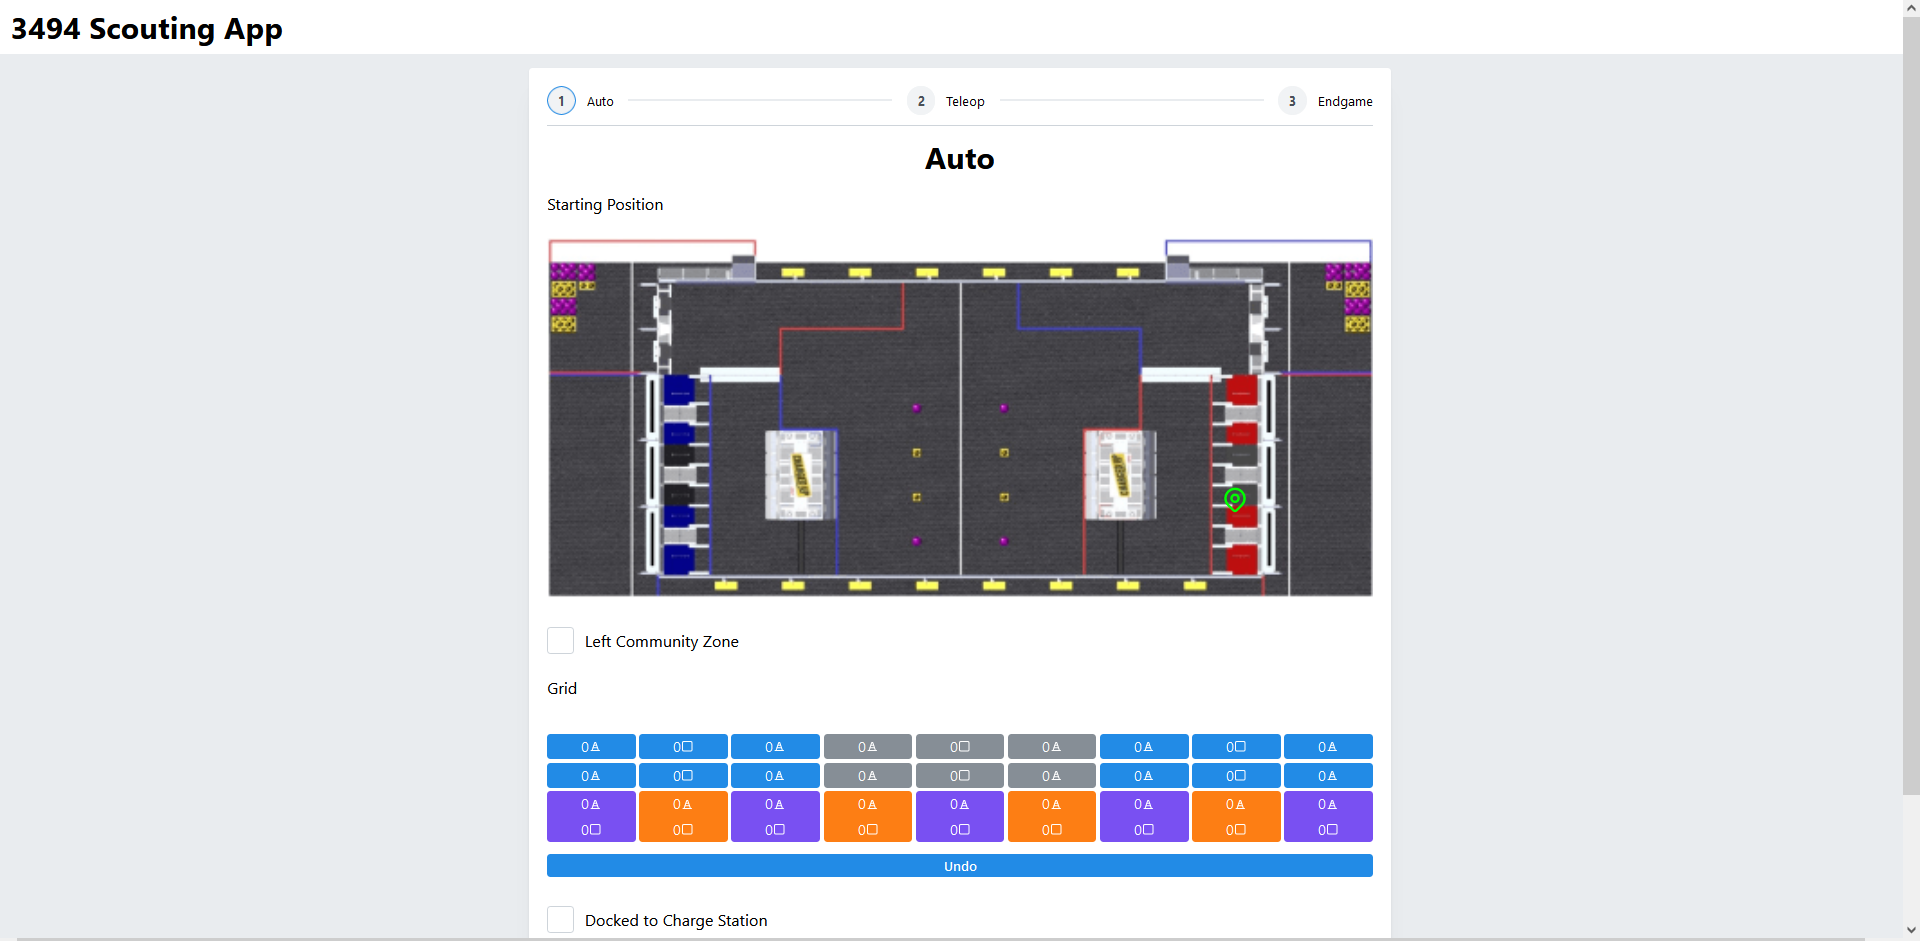 3494 Scouting App
1 Auto 2 Teleop 3 Endgame
Auto
Starting Position
Left Community Zone
Grid
0 0 0 0 0 0 0 0 0
0 0 0 0 0 0 0 0 0
0 0 0 0 0 0 0 0 0
0 0 0 0 0 0 0 0 0
Undo
Docked to Charge Station